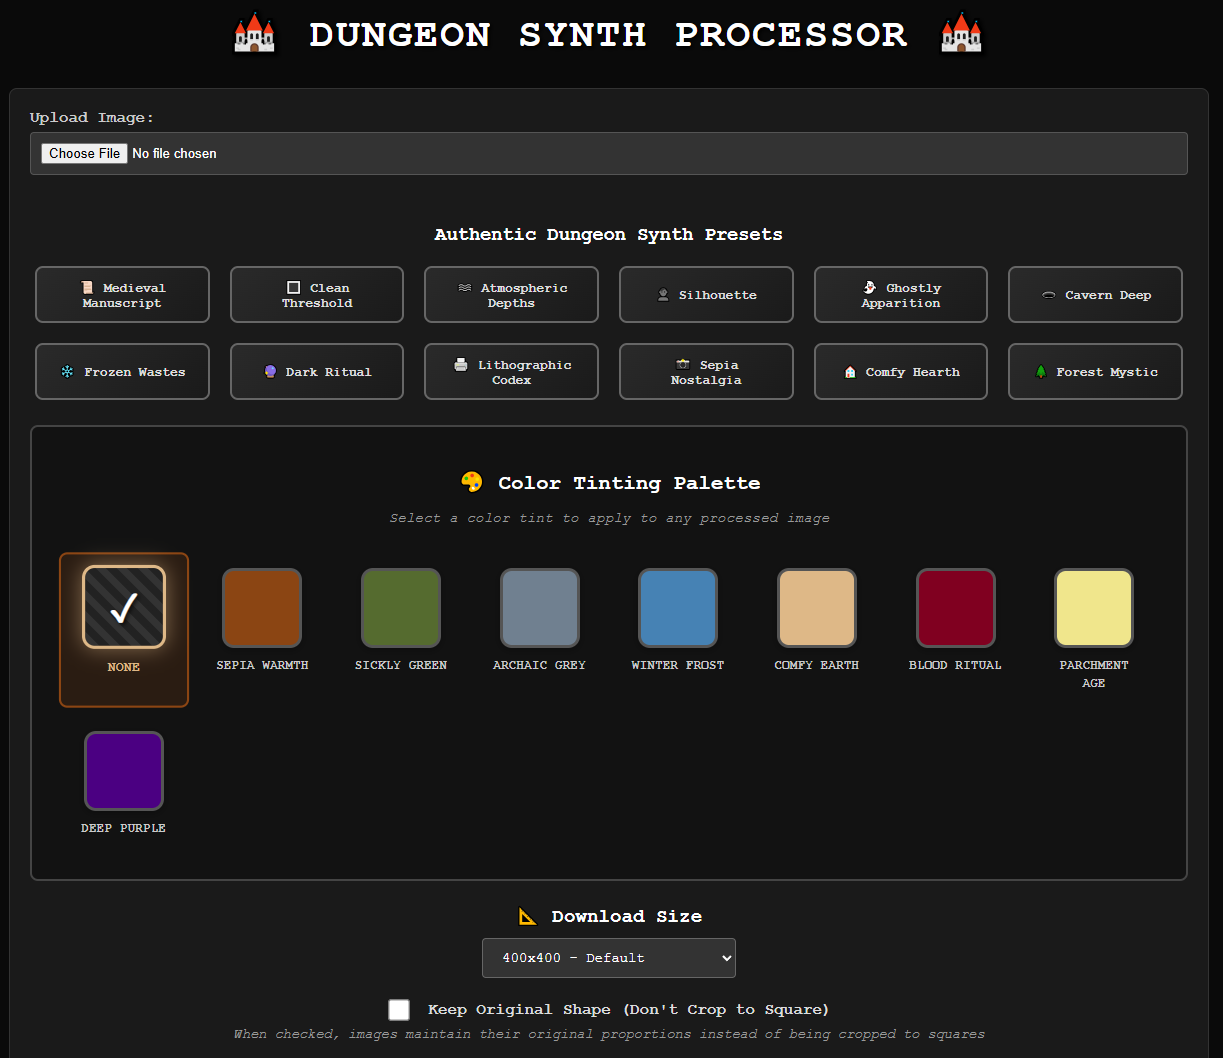 DUNGEON SYNTH PROCESSOR
Upload Image:
Choose File No file chosen
Authentic Dungeon Synth Presets
Medieval
Manuscript
Clean
Threshold
Atmospheric
Depths
Silhouette
Ghostly
Apparition
Cavern Deep
Frozen Wastes
Dark Ritual
Lithographic
Codex
Sepia
Nostalgia
Comfy Hearth
Forest Mystic
Color Tinting Palette
Select a color tint to apply to any processed image
NONE
SEPIA WARMTH
SICKLY GREEN
ARCHAIC GREY
WINTER FROST
COMFY EARTH
BLOOD RITUAL
PARCHMENT
AGE
DEEP PURPLE
Download Size
400x400 - Default
Keep Original Shape (Don't Crop to Square)
When checked, images maintain their original proportions instead of being cropped to squares